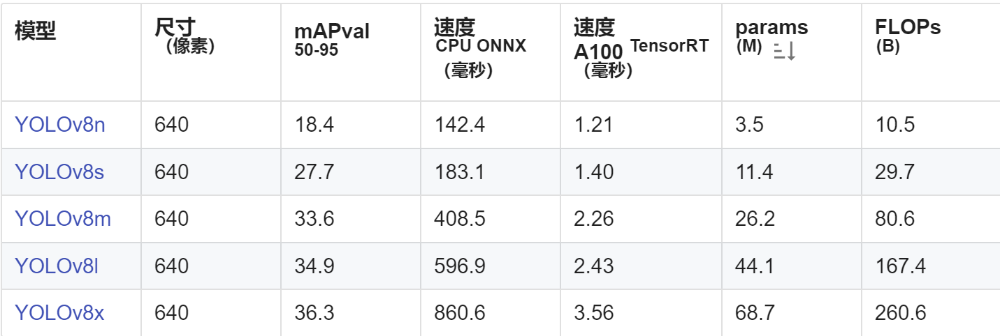 模型 尺寸 (像素) mAPval 50-95 速度 CPU ONNX (毫秒) 速度 A100 TensorRT (毫秒) params (M) FLOPs (B)
YOLOv8n 640 18.4 142.4 1.21 3.5 10.5
YOLOv8s 640 27.7 183.1 1.40 11.4 29.7
YOLOv8m 640 33.6 408.5 2.26 26.2 80.6
YOLOv8l 640 34.9 596.9 2.43 44.1 167.4
YOLOv8x 640 36.3 860.6 3.56 68.7 260.6